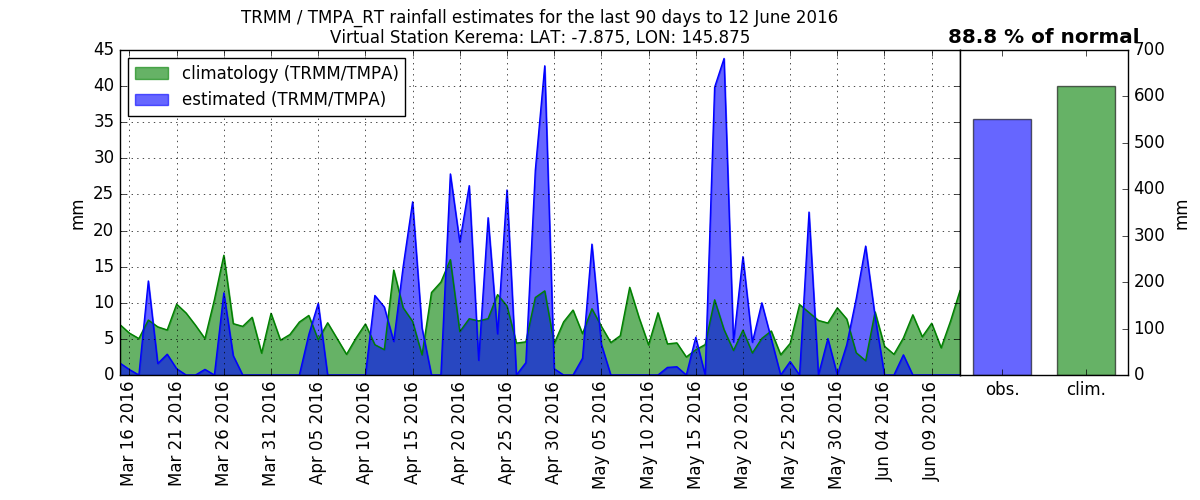 TRMM / TMPA_RT rainfall estimates for the last 90 days to 12 June 2016
Virtual Station Kerema: LAT: -7.875, LON: 145.875
88.8 % of normal
climatology (TRMM/TMPA)
estimated (TRMM/TMPA)
mm
45
40
35
30
25
20
15
10
5
0
Mar 16 2016
Mar 21 2016
Mar 26 2016
Mar 31 2016
Apr 05 2016
Apr 10 2016
Apr 15 2016
Apr 20 2016
Apr 25 2016
Apr 30 2016
May 05 2016
May 10 2016
May 15 2016
May 20 2016
May 25 2016
May 30 2016
Jun 04 2016
Jun 09 2016
obs.
clim.
700
600
500
400
300
200
100
0
mm